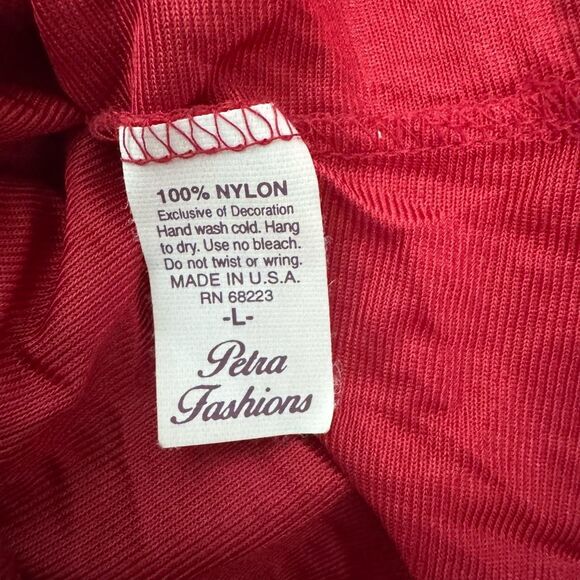 100% NYLON
Exclusive of Decoration
Hand wash cold. Hang
to dry. Use no bleach.
Do not twist or wring.
MADE IN U.S.A.
RN 68223
-L-
Petra
Fashions